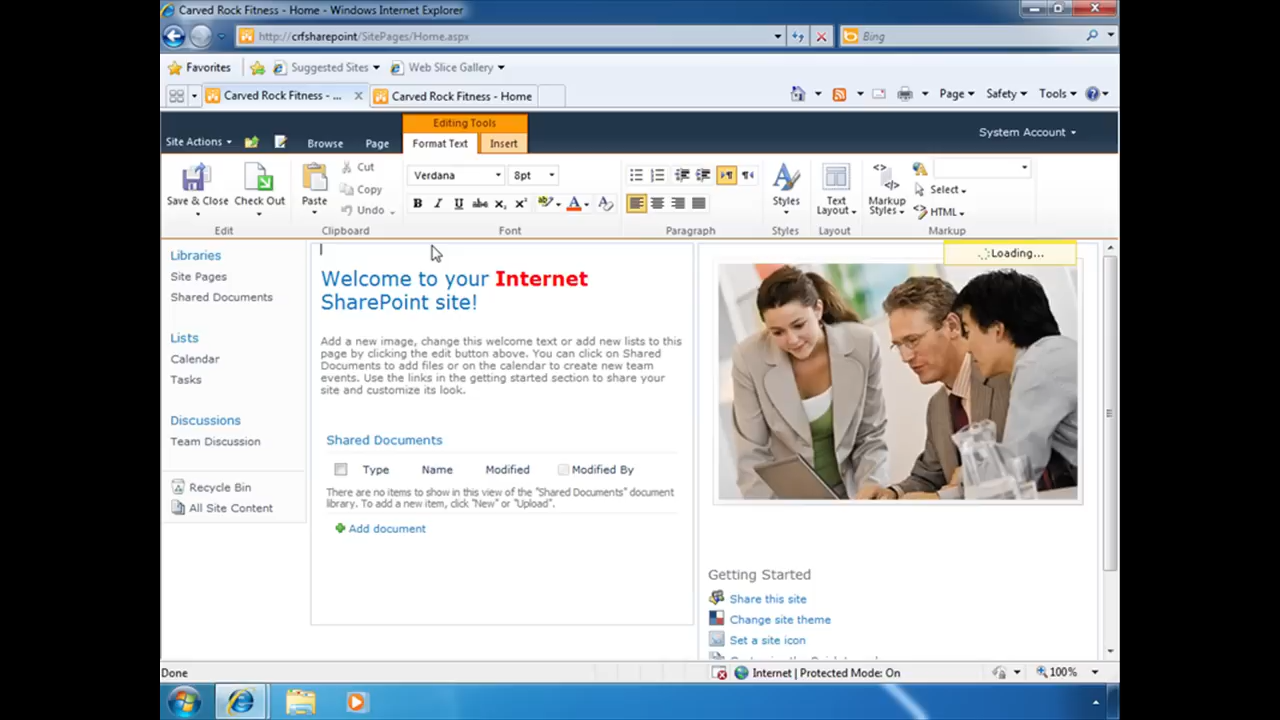 Carved Rock Fitness - Home - Windows Internet Explorer
http://crfsharepoint/SitePages/Home.aspx
Bing
Favorites
Suggested Sites
Web Slice Gallery
Carved Rock Fitness - ...
Carved Rock Fitness - Home
Page
Safety
Tools
Editing Tools
Site Actions
Browse
Page
Format Text
Insert
System Account
Save & Close
Check Out
Paste
Cut
Copy
Undo
Verdana
8pt
B I U abc x₂ x²
A
Styles
Text Layout
Markup Styles
Select
HTML
Edit
Clipboard
Font
Paragraph
Styles
Layout
Markup
Loading...
Libraries
Site Pages
Shared Documents
Lists
Calendar
Tasks
Discussions
Team Discussion
Recycle Bin
All Site Content
Welcome to your Internet
SharePoint site!
Add a new image, change this welcome text or add new lists to this
page by clicking the edit button above. You can click on Shared
Documents to add files or on the calendar to create new team
events. Use the links in the getting started section to share your
site and customize its look.
Shared Documents
Type Name Modified Modified By
There are no items to show in this view of the "Shared Documents" document
library. To add a new item, click "New" or "Upload".
Add document
Getting Started
Share this site
Change site theme
Set a site icon
Done
Internet | Protected Mode: On
100%